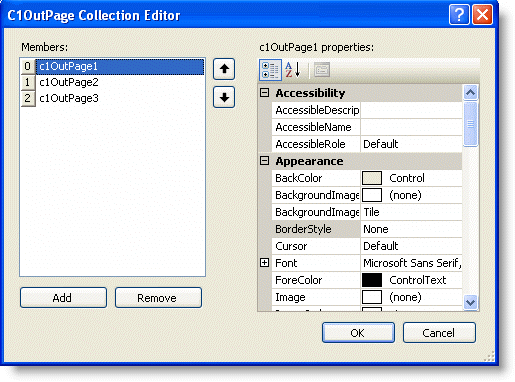 C1OutPage Collection Editor
Members:
0 c1OutPage1
1 c1OutPage2
2 c1OutPage3
Add
Remove
c1OutPage1 properties:
Accessibility
AccessibleDescrip
AccessibleName
AccessibleRole Default
Appearance
BackColor Control
BackgroundImage (none)
BackgroundImage Tile
BorderStyle None
Cursor Default
Font Microsoft Sans Serif,
ForeColor ControlText
Image (none)
OK
Cancel